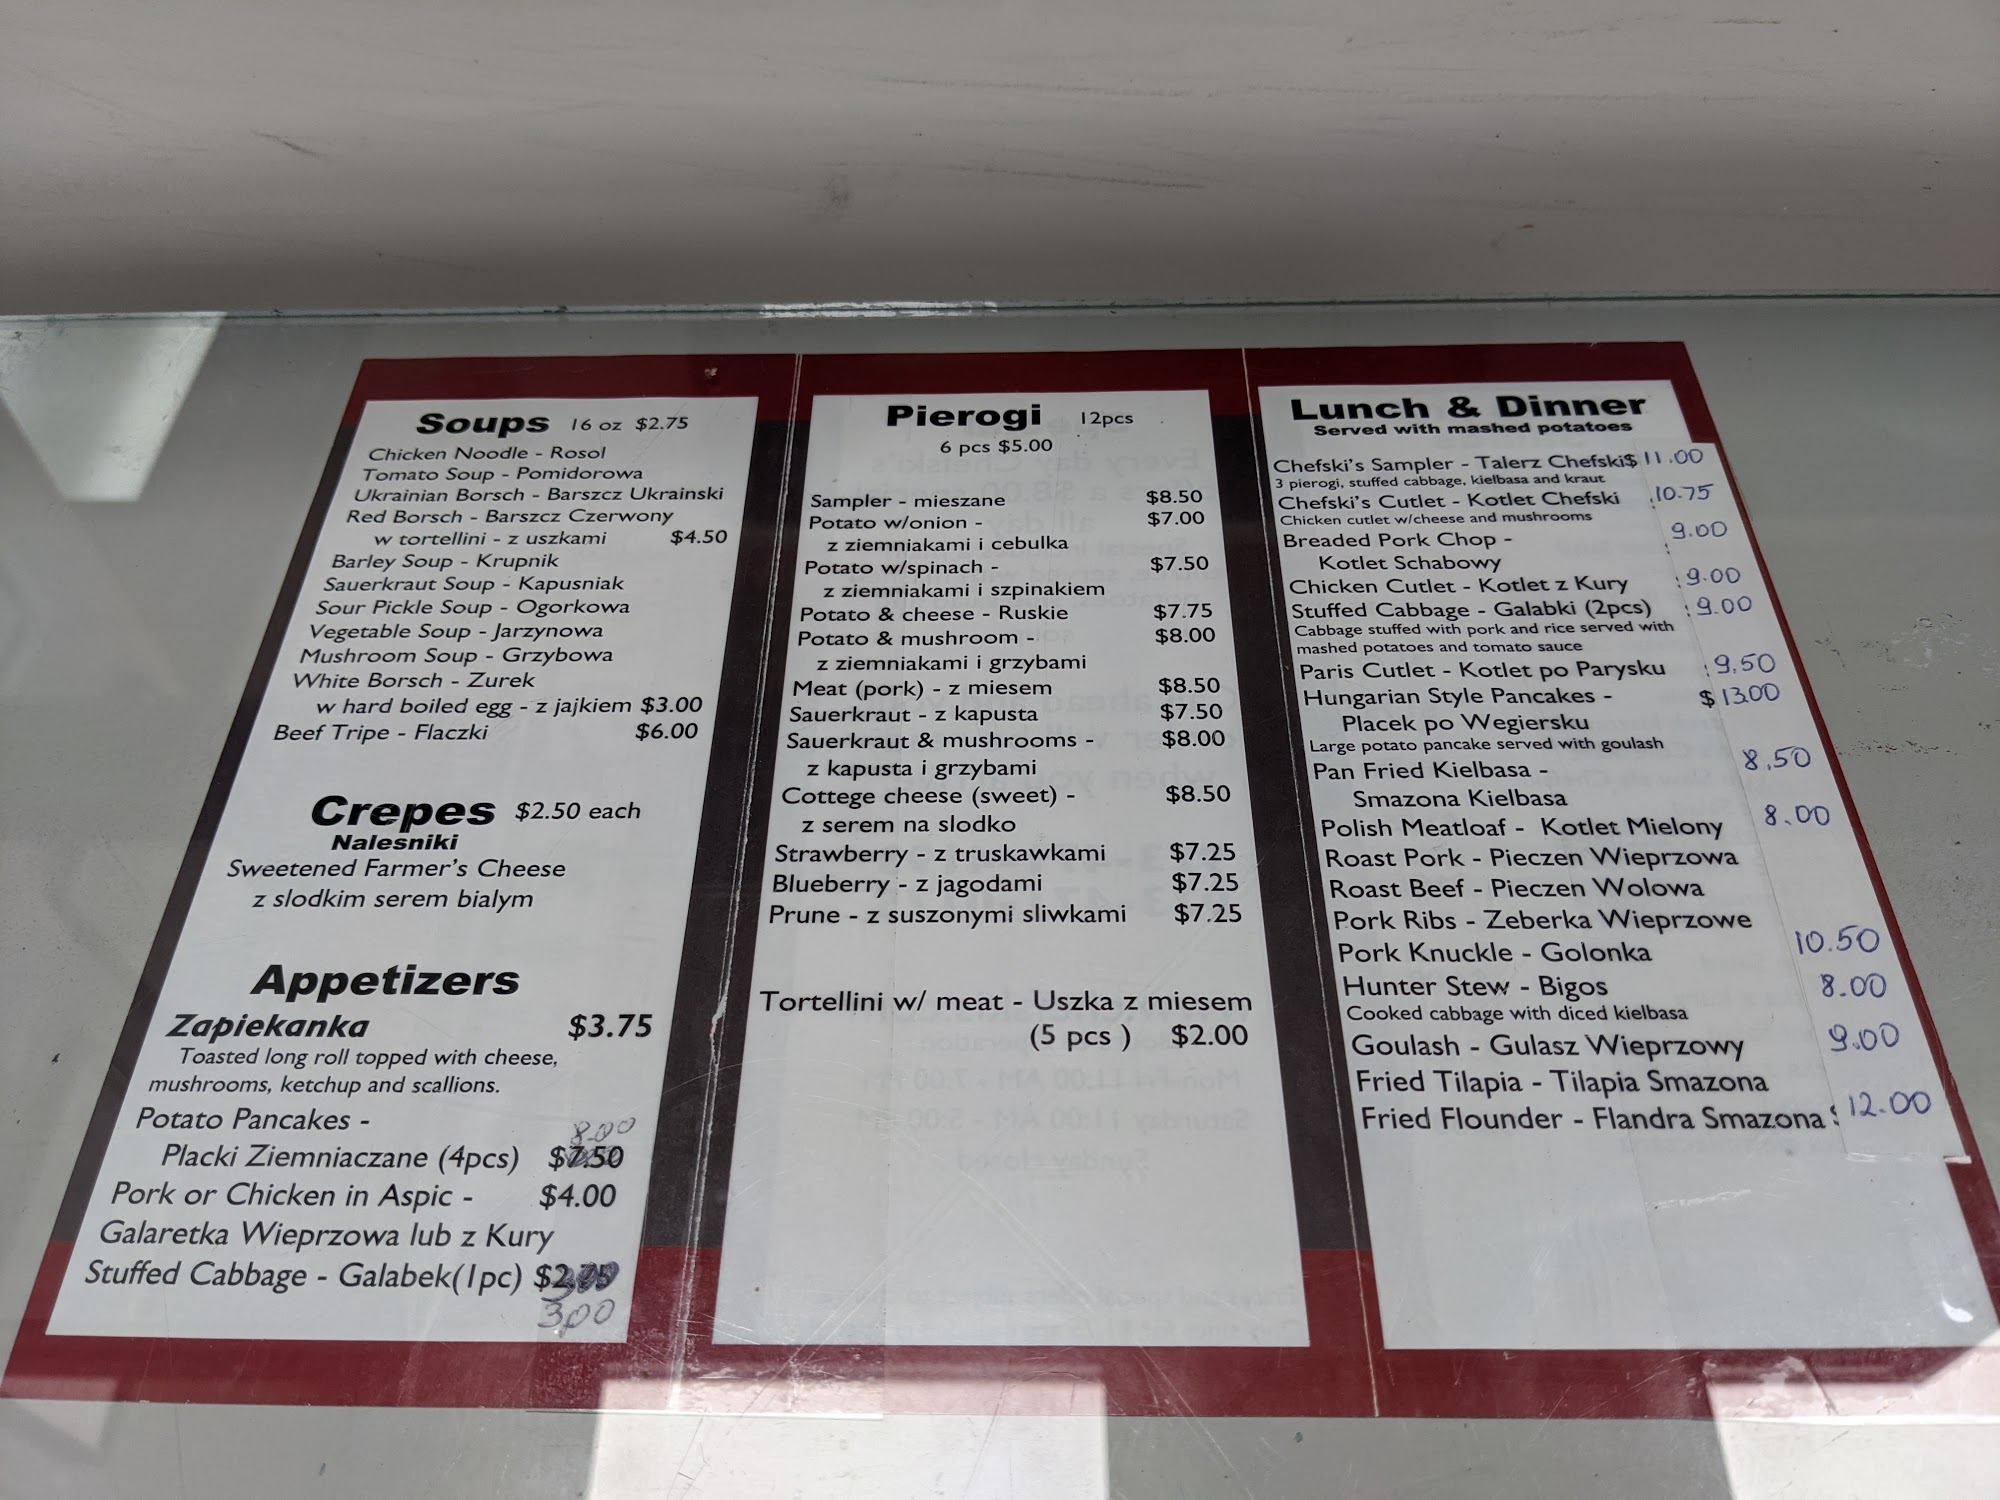 Soups 16 oz $2.75
Chicken Noodle - Rosol
Tomato Soup - Pomidorowa
Ukrainian Borsch - Barszcz Ukrainski
Red Borsch - Barszcz Czerwony
w tortellini - z uszkami $4.50
Barley Soup - Krupnik
Sauerkraut Soup - Kapusniak
Sour Pickle Soup - Ogorkowa
Vegetable Soup - Jarzynowa
Mushroom Soup - Grzybowa
White Borsch - Zurek
w hard boiled egg - z jajkiem $3.00
Beef Tripe - Flaczki $6.00
Crepes $2.50 each
Nalesniki
Sweetened Farmer's Cheese
z slodkim serem bialym
Appetizers
Zapiekanka $3.75
Toasted long roll topped with cheese,
mushrooms, ketchup and scallions.
Potato Pancakes -
8.00
Placki Ziemniaczane (4pcs) $7.50
Pork or Chicken in Aspic - $4.00
Galaretka Wieprzowa lub z Kury
Stuffed Cabbage - Galabek(1pc) $2.75
3.00
Pierogi 12pcs
6 pcs $5.00
Sampler - mieszane $8.50
Potato w/onion - $7.00
z ziemniakami i cebulka
Potato w/spinach - $7.50
z ziemniakami i szpinakiem
Potato & cheese - Ruskie $7.75
Potato & mushroom - $8.00
z ziemniakami i grzybami
Meat (pork) - z miesem $8.50
Sauerkraut - z kapusta $7.50
Sauerkraut & mushrooms - $8.00
z kapusta i grzybami
Cottege cheese (sweet) - $8.50
z serem na slodko
Strawberry - z truskawkami $7.25
Blueberry - z jagodami $7.25
Prune - z suszonymi sliwkami $7.25
Tortellini w/ meat - Uszka z miesem
(5 pcs ) $2.00
Lunch & Dinner
Served with mashed potatoes
Chefski's Sampler - Talerz Chefski$ 11.00
3 pierogi, stuffed cabbage, kielbasa and kraut
Chefski's Cutlet - Kotlet Chefski 10.75
Chicken cutlet w/cheese and mushrooms
Breaded Pork Chop - 9.00
Kotlet Schabowy
Chicken Cutlet - Kotlet z Kury 9.00
Stuffed Cabbage - Galabki (2pcs) 9.00
Cabbage stuffed with pork and rice served with
mashed potatoes and tomato sauce
Paris Cutlet - Kotlet po Parysku 9.50
Hungarian Style Pancakes - $ 13.00
Placek po Wegiersku
Large potato pancake served with goulash
Pan Fried Kielbasa - 8.50
Smazona Kielbasa
Polish Meatloaf - Kotlet Mielony 8.00
Roast Pork - Pieczen Wieprzowa
Roast Beef - Pieczen Wolowa
Pork Ribs - Zeberka Wieprzowe
Pork Knuckle - Golonka 10.50
Hunter Stew - Bigos 8.00
Cooked cabbage with diced kielbasa
Goulash - Gulasz Wieprzowy 9.00
Fried Tilapia - Tilapia Smazona
Fried Flounder - Flandra Smazona 12.00